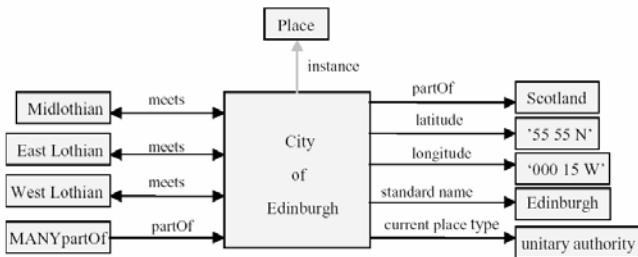 Place
instance
Midlothian
meets
East Lothian
meets
West Lothian
meets
MANYpartOf
partOf
City
of
Edinburgh
partOf
Scotland
latitude
'55 55 N'
longitude
'000 15 W'
standard name
Edinburgh
current place type
unitary authority